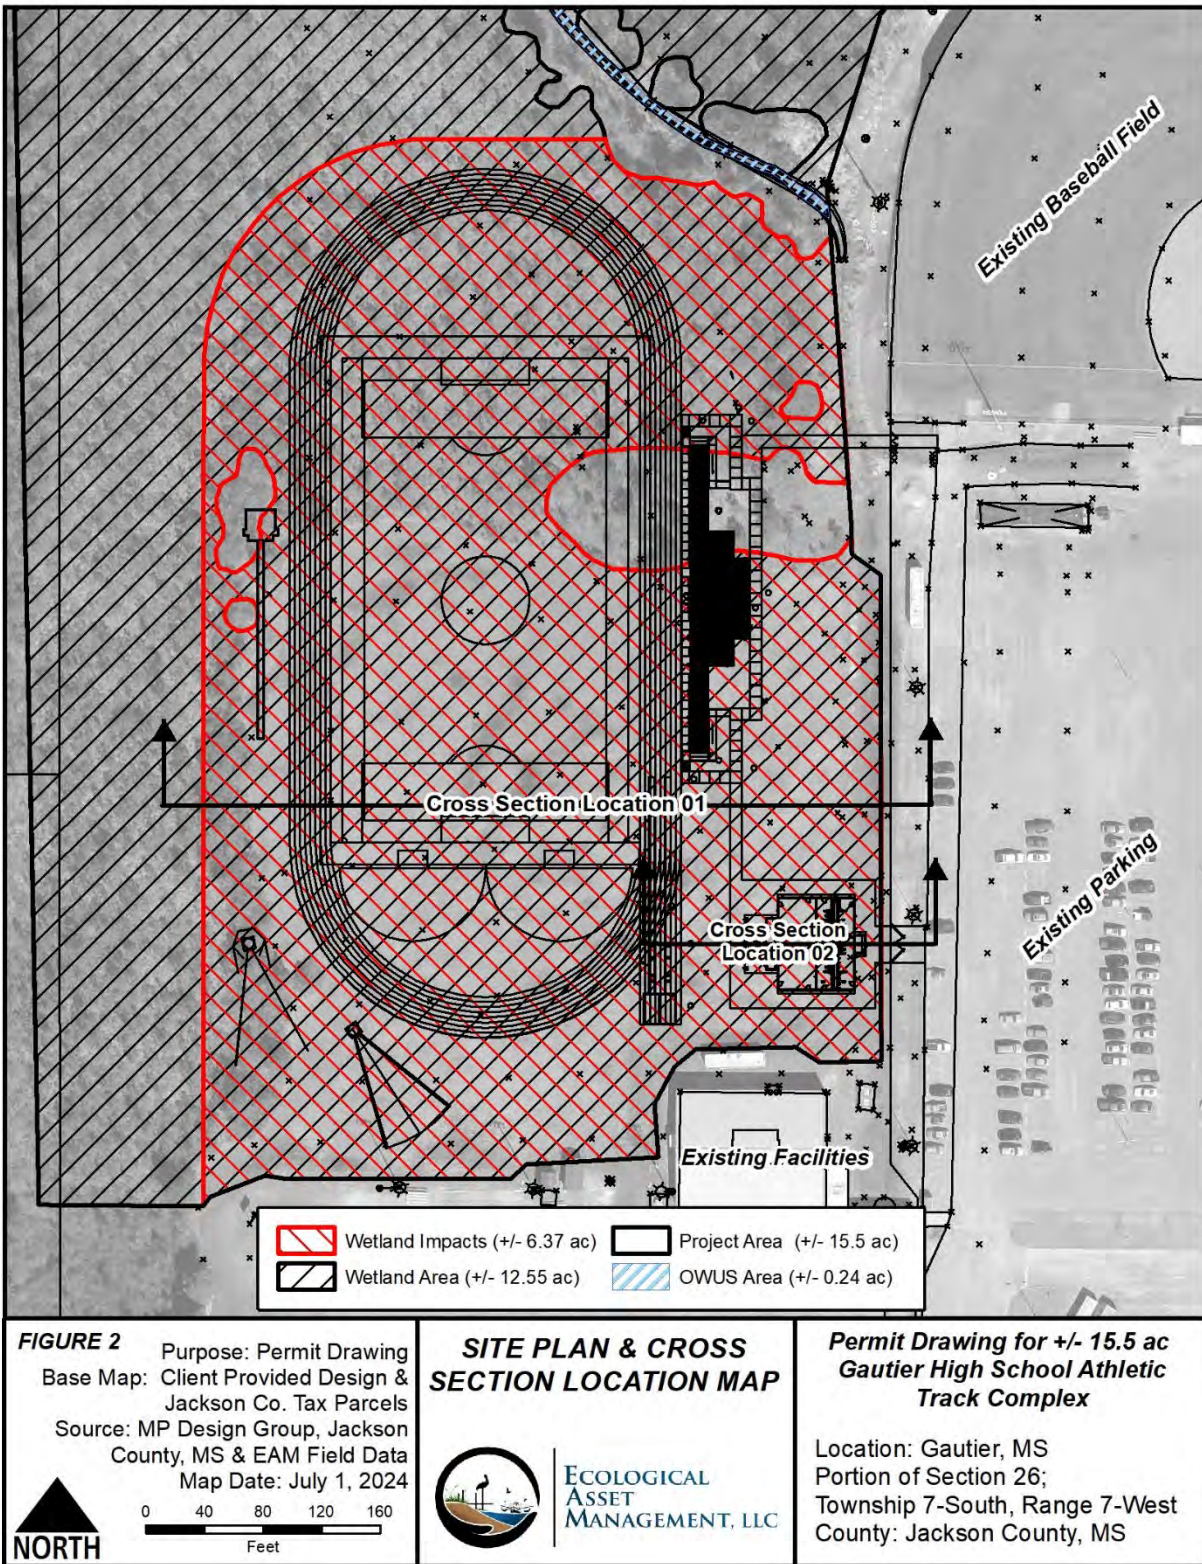 Existing Baseball Field
Cross Section Location 01
Cross Section
Location 02
Existing Parking
Existing Facilities
Wetland Impacts (+/- 6.37 ac)
Project Area (+/- 15.5 ac)
Wetland Area (+/- 12.55 ac)
OWUS Area (+/- 0.24 ac)
FIGURE 2
Purpose: Permit Drawing
Base Map: Client Provided Design &
Jackson Co. Tax Parcels
Source: MP Design Group, Jackson
County, MS & EAM Field Data
Map Date: July 1, 2024
0 40 80 120 160
Feet
NORTH
SITE PLAN & CROSS
SECTION LOCATION MAP
ECOLOGICAL
ASSET
MANAGEMENT, LLC
Permit Drawing for +/- 15.5 ac
Gautier High School Athletic
Track Complex
Location: Gautier, MS
Portion of Section 26;
Township 7-South, Range 7-West
County: Jackson County, MS